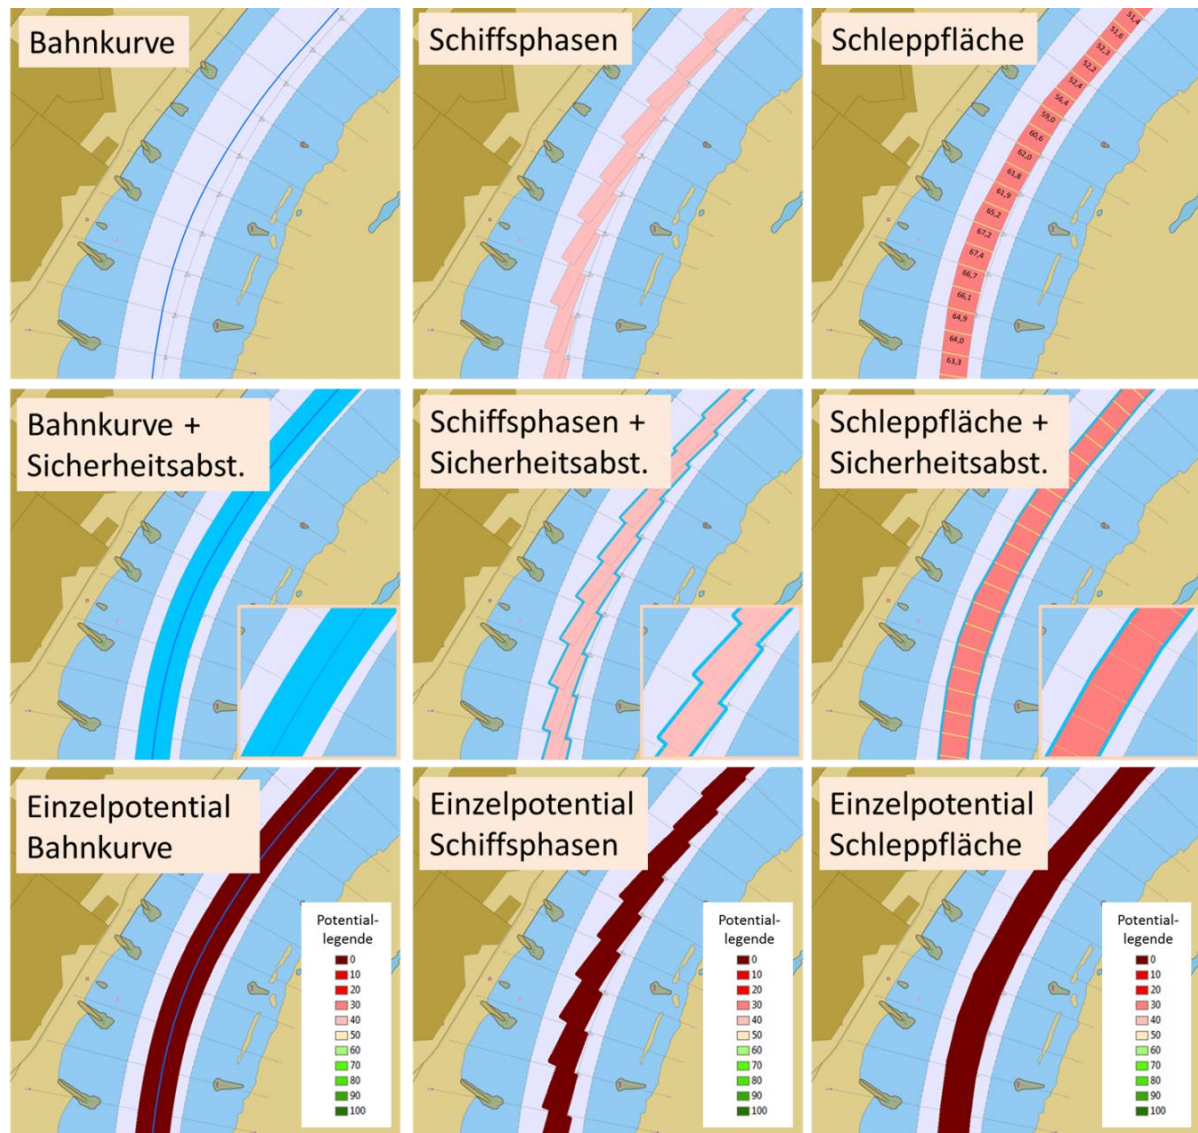 Bahnkurve
Schiffsphasen
Schleppfläche
51,4
51,6
52,3
52,2
52,4
56,4
59,0
60,6
62,0
61,8
61,9
65,2
67,2
67,4
66,7
66,1
64,9
64,0
63,3
Bahnkurve +
Sicherheitsabst.
Schiffsphasen +
Sicherheitsabst.
Schleppfläche +
Sicherheitsabst.
Einzelpotential
Bahnkurve
Potential-
legende
0
10
20
30
40
50
60
70
80
90
100
Einzelpotential
Schiffsphasen
Potential-
legende
0
10
20
30
40
50
60
70
80
90
100
Einzelpotential
Schleppfläche
Potential-
legende
0
10
20
30
40
50
60
70
80
90
100